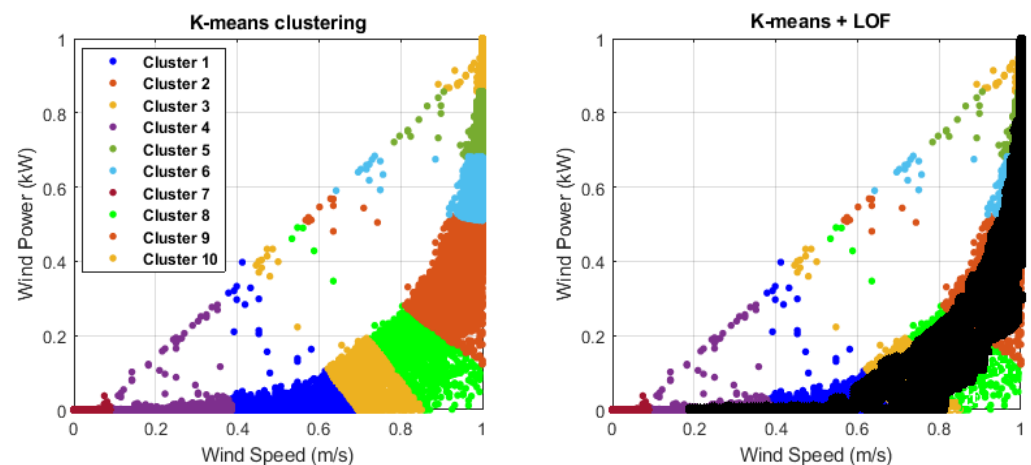 K-means clustering
1
0.8
0.6
0.4
0.2
0
Wind Power (kW)
Cluster 1
Cluster 2
Cluster 3
Cluster 4
Cluster 5
Cluster 6
Cluster 7
Cluster 8
Cluster 9
Cluster 10
0 0.2 0.4 0.6 0.8 1
Wind Speed (m/s)
K-means + LOF
1
0.8
0.6
0.4
0.2
0
Wind Power (kW)
0 0.2 0.4 0.6 0.8 1
Wind Speed (m/s)